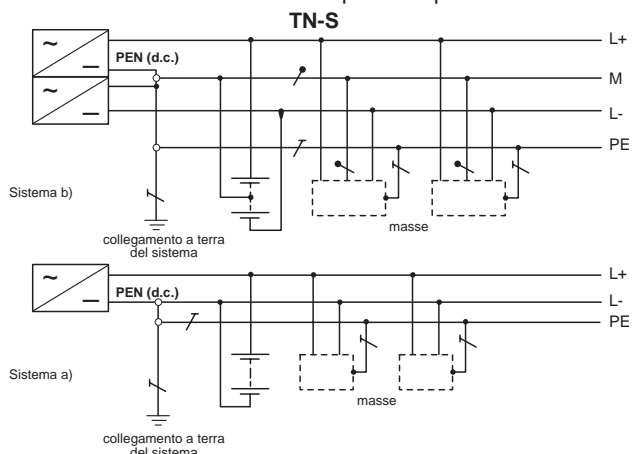 TN-S
PEN (d.c.)
L+
M
L-
PE
Sistema b)
masse
collegamento a terra
del sistema
PEN (d.c.)
L+
L-
PE
Sistema a)
masse
collegamento a terra
del sistema